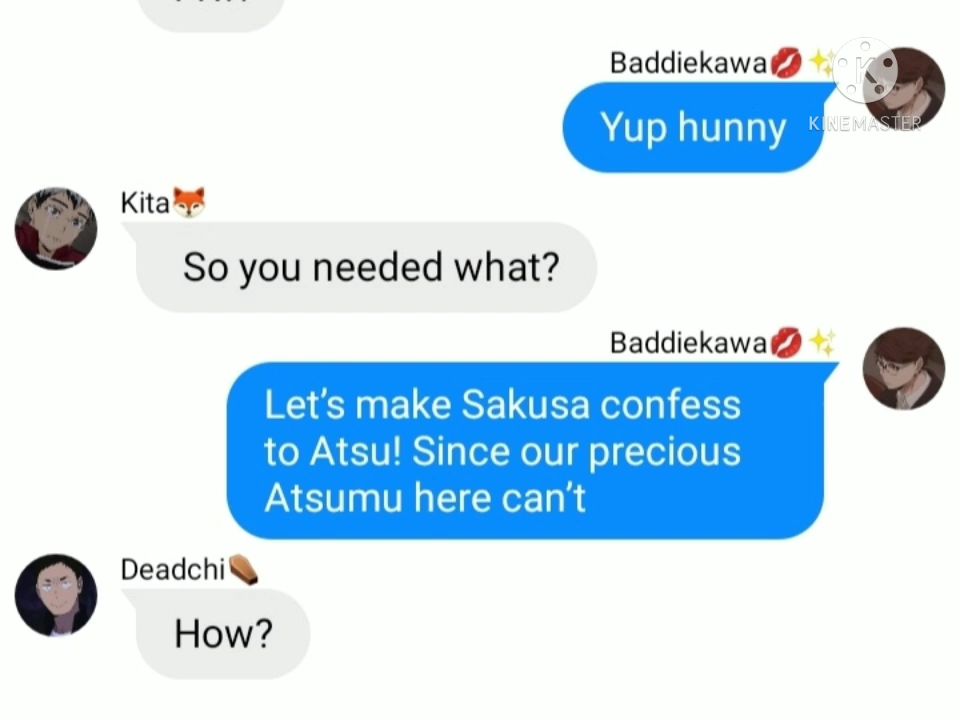 Baddiekawa💋✨
KINEMASTER
Yup hunny
Kita🦊
So you needed what?
Baddiekawa💋✨
Let's make Sakusa confess
to Atsu! Since our precious
Atsumu here can't
Deadchi⚰️
How?